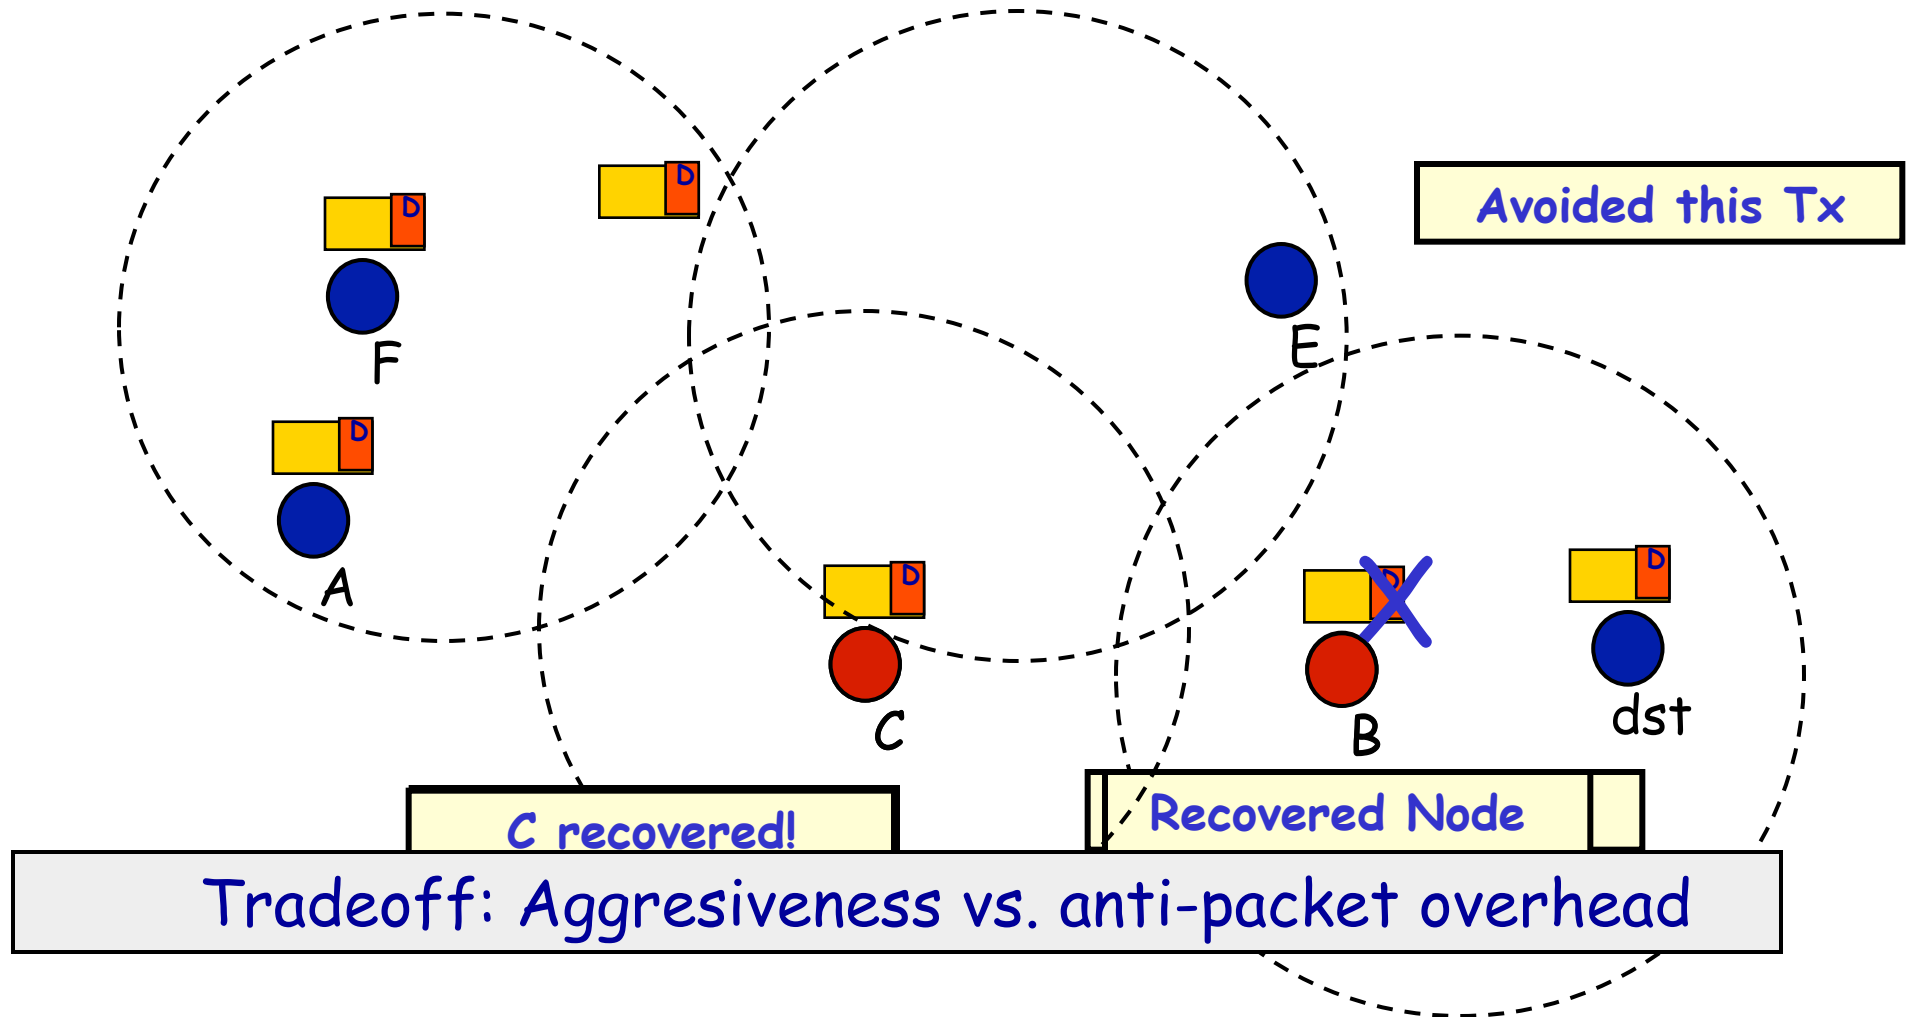 D
D
Avoided this Tx
F
E
D
A
D
D
D
C
B
dst
C recovered!
Recovered Node
Tradeoff: Aggresiveness vs. anti-packet overhead